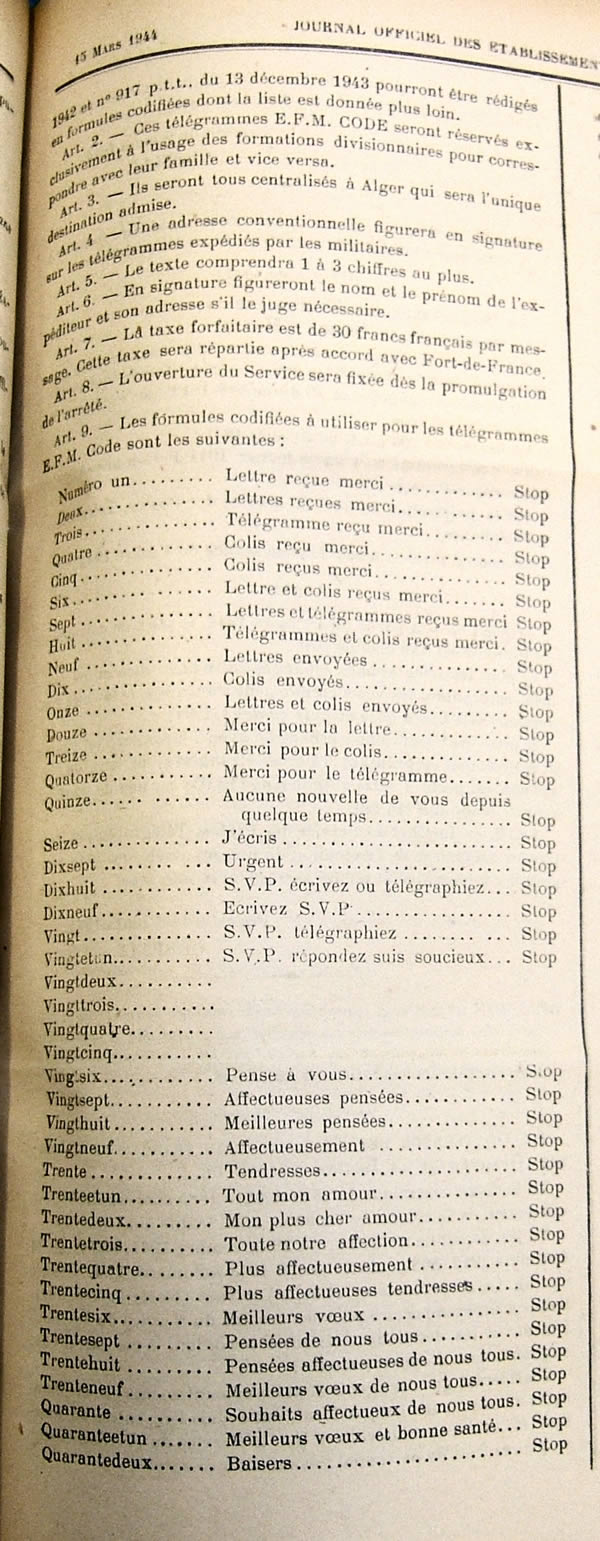 15 MARS 1944 JOURNAL OFFICIEL DES ETABLISSEMEN
1942 et n° 917 p.t.t., du 13 décembre 1943 pourront être rédigés
en formules codifiées dont la liste est donnée plus loin.
Art. 2. — Ces télégrammes E.F.M. CODE seront réservés ex-
clusivement à l'usage des formations divisionnaires pour corres-
pondre avec leur famille et vice versa.
Art. 3. — Ils seront tous centralisés à Alger qui sera l'unique
destination admise.
Art. 4 — Une adresse conventionnelle figurera en signature
sur les télégrammes expédiés par les militaires.
Art. 5. — Le texte comprendra 1 à 3 chiffres au plus.
Art. 6. — En signature figureront le nom et le prénom de l'ex-
péditeur et son adresse s'il le juge nécessaire.
Art. 7. — LA taxe forfaitaire est de 30 francs français par mes-
sage. Cette taxe sera répartie après accord avec Fort-de-France.
Art. 8. — L'ouverture du Service sera fixée dès la promulgation
de l'arrêté.
Art. 9. — Les formules codifiées à utiliser pour les télégrammes
E.F.M. Code sont les suivantes :
Numéro un......... Lettre reçue merci ............ Stop
Deux.............. Lettres reçues merci........... Stop
Trois............. Télégramme reçu merci.......... Stop
Quatre ........... Colis reçu merci............... Stop
Cinq ............. Colis reçus merci.............. Stop
Six............... Lettre et colis reçus merci....... Stop
Sept ............. Lettres et télégrammes reçus merci Stop
Huit ............. Télégrammes et colis reçus merci. Stop
Neuf ............. Lettres envoyées ............. Stop
Dix .............. Colis envoyés................. Stop
Onze ............. Lettres et colis envoyés......... Stop
Douze ............ Merci pour la lettre............ Stop
Treize ........... Merci pour le colis............. Stop
Quatorze ......... Merci pour le télégramme....... Stop
Quinze...... ...... Aucune nouvelle de vous depuis
quelque temps................ Stop
Seize ............ J'écris ....................... Stop
Dixsept .......... Urgent ....................... Stop
Dixhuit .......... S.V.P. écrivez ou télégraphiez... Stop
Dixneuf........... Ecrivez S.V.P................. Stop
Vingt............. S.V.P. télégraphiez ........ ... Stop
Vingtetun......... S.V.P. répondez suis soucieux... Stop
Vingtdeux...........
Vingttrois...........
Vingtquatre.........
Vingtcinq...........
Vingtsix........... Pense à vous................... Stop
Vingtsept.......... Affectueuses pensées............ Stop
Vingthuit.......... Meilleures pensées.............. Stop
Vingtneuf.......... Affectueusement ............... Stop
Trente ............ Tendresses..................... Stop
Trenteetun......... Tout mon amour............... Stop
Trentedeux......... Mon plus cher amour........... Stop
Trentetrois........ Toute notre affection............ Stop
Trentequatre....... Plus affectueusement ........... Stop
Trentecinq ........ Plus affectueuses tendresses..... Stop
Trentesix.......... Meilleurs vœux ................ Stop
Trentesept ........ Pensées de nous tous........... Stop
Trentehuit ........ Pensées affectueuses de nous tous. Stop
Trenteneuf ........ Meilleurs vœux de nous tous..... Stop
Quarante .......... Souhaits affectueux de nous tous. Stop
Quaranteetun ...... Meilleurs vœux et bonne santé... Stop
Quarantedeux....... Baisers........................ Stop